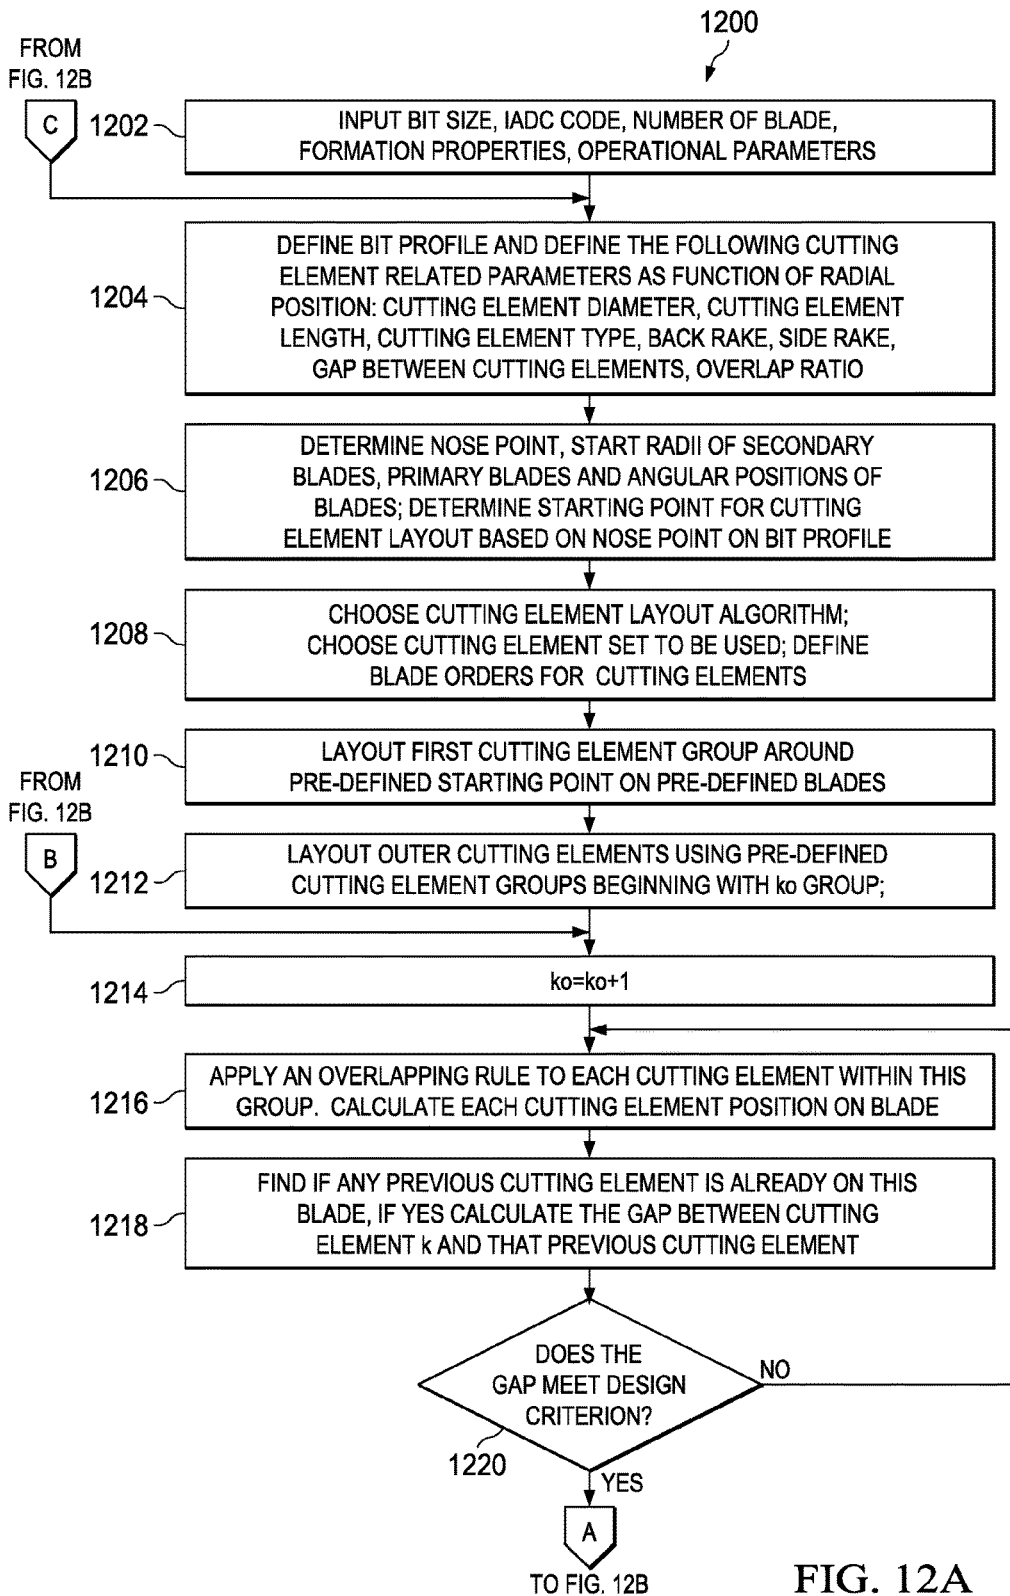 1200
FROM
FIG. 12B
C
1202
INPUT BIT SIZE, IADC CODE, NUMBER OF BLADE,
FORMATION PROPERTIES, OPERATIONAL PARAMETERS
1204
DEFINE BIT PROFILE AND DEFINE THE FOLLOWING CUTTING
ELEMENT RELATED PARAMETERS AS FUNCTION OF RADIAL
POSITION: CUTTING ELEMENT DIAMETER, CUTTING ELEMENT
LENGTH, CUTTING ELEMENT TYPE, BACK RAKE, SIDE RAKE,
GAP BETWEEN CUTTING ELEMENTS, OVERLAP RATIO
1206
DETERMINE NOSE POINT, START RADII OF SECONDARY
BLADES, PRIMARY BLADES AND ANGULAR POSITIONS OF
BLADES; DETERMINE STARTING POINT FOR CUTTING
ELEMENT LAYOUT BASED ON NOSE POINT ON BIT PROFILE
1208
CHOOSE CUTTING ELEMENT LAYOUT ALGORITHM;
CHOOSE CUTTING ELEMENT SET TO BE USED; DEFINE
BLADE ORDERS FOR CUTTING ELEMENTS
1210
LAYOUT FIRST CUTTING ELEMENT GROUP AROUND
PRE-DEFINED STARTING POINT ON PRE-DEFINED BLADES
FROM
FIG. 12B
B
1212
LAYOUT OUTER CUTTING ELEMENTS USING PRE-DEFINED
CUTTING ELEMENT GROUPS BEGINNING WITH ko GROUP;
1214
ko=ko+1
1216
APPLY AN OVERLAPPING RULE TO EACH CUTTING ELEMENT WITHIN THIS
GROUP. CALCULATE EACH CUTTING ELEMENT POSITION ON BLADE
1218
FIND IF ANY PREVIOUS CUTTING ELEMENT IS ALREADY ON THIS
BLADE, IF YES CALCULATE THE GAP BETWEEN CUTTING
ELEMENT k AND THAT PREVIOUS CUTTING ELEMENT
DOES THE
GAP MEET DESIGN
CRITERION?
NO
1220
YES
A
TO FIG. 12B
FIG. 12A